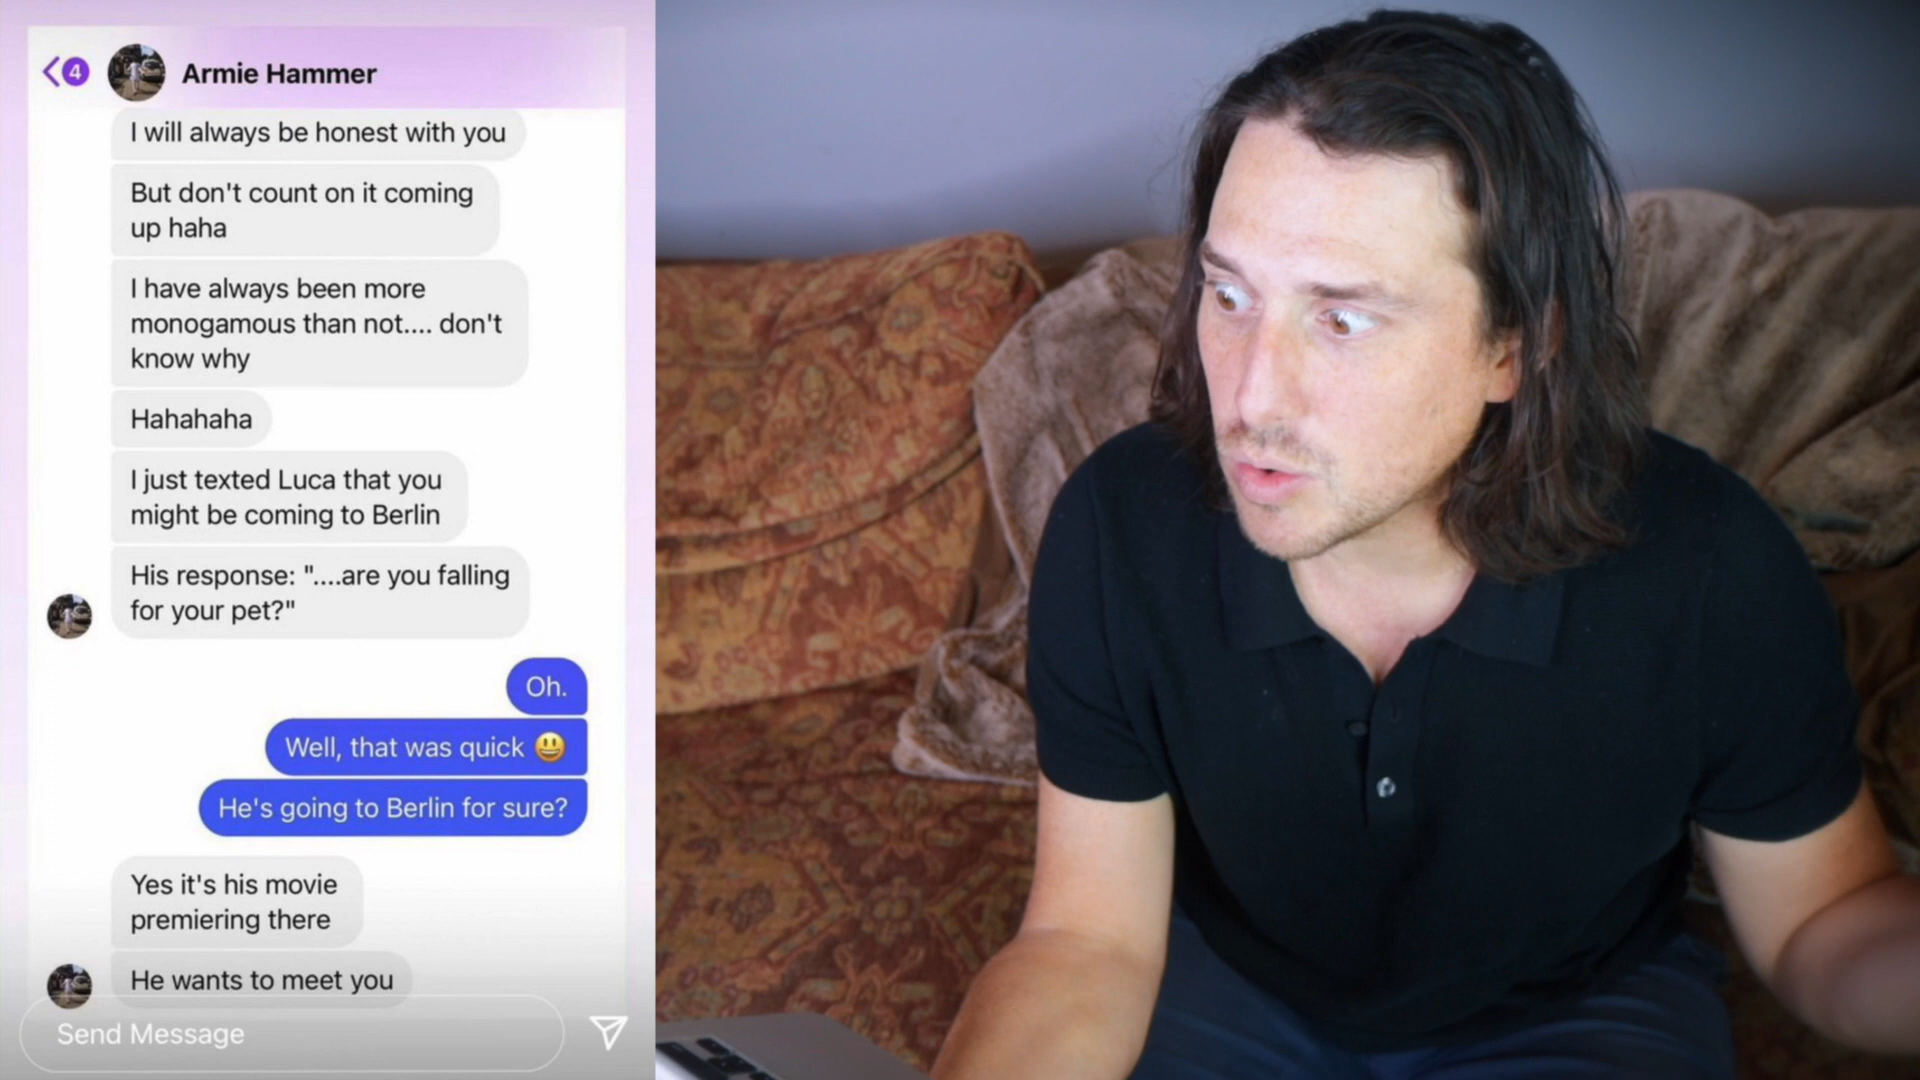 4
Armie Hammer
I will always be honest with you
But don't count on it coming
up haha
I have always been more
monogamous than not.... don't
know why
Hahahaha
I just texted Luca that you
might be coming to Berlin
His response: "....are you falling
for your pet?"
Oh.
Well, that was quick 😃
He's going to Berlin for sure?
Yes it's his movie
premiering there
He wants to meet you
Send Message